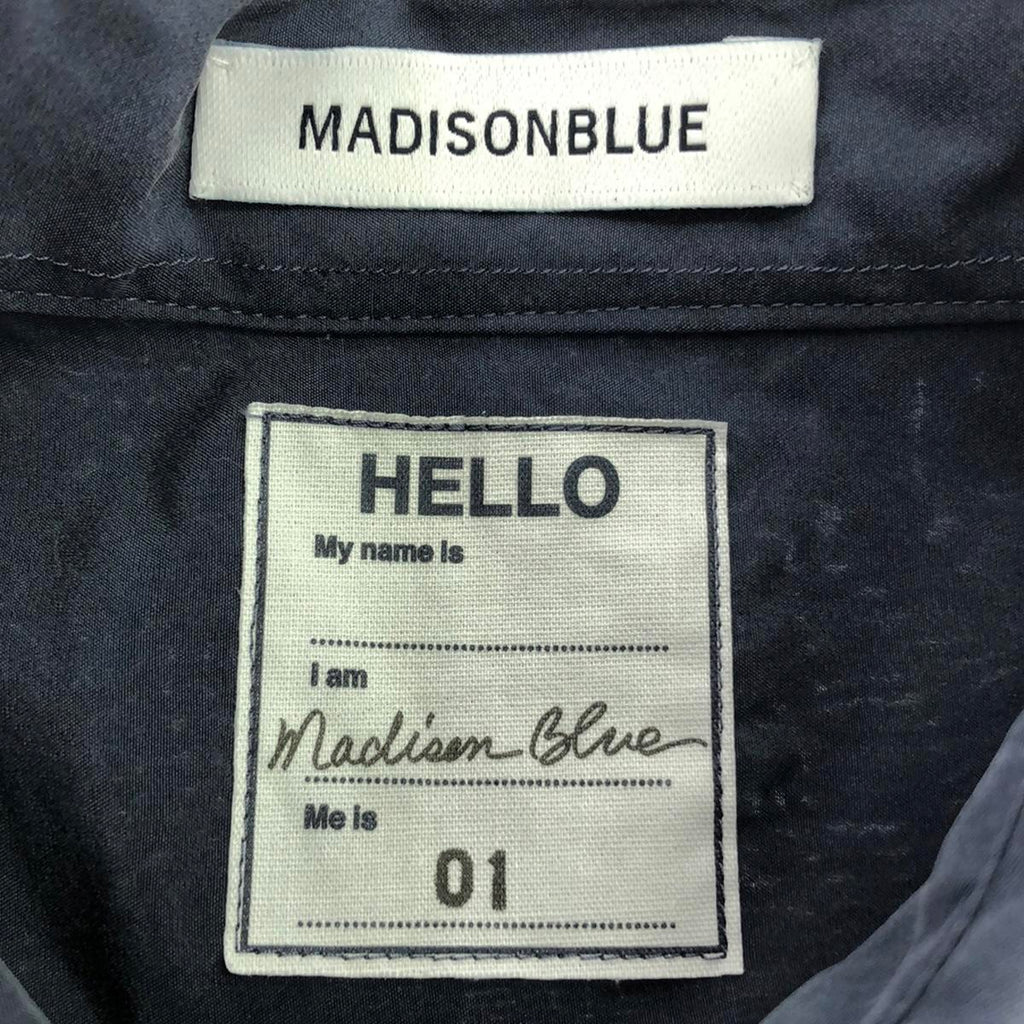 MADISONBLUE
HELLO
My name is
I am
Madison Blue
Me is
01